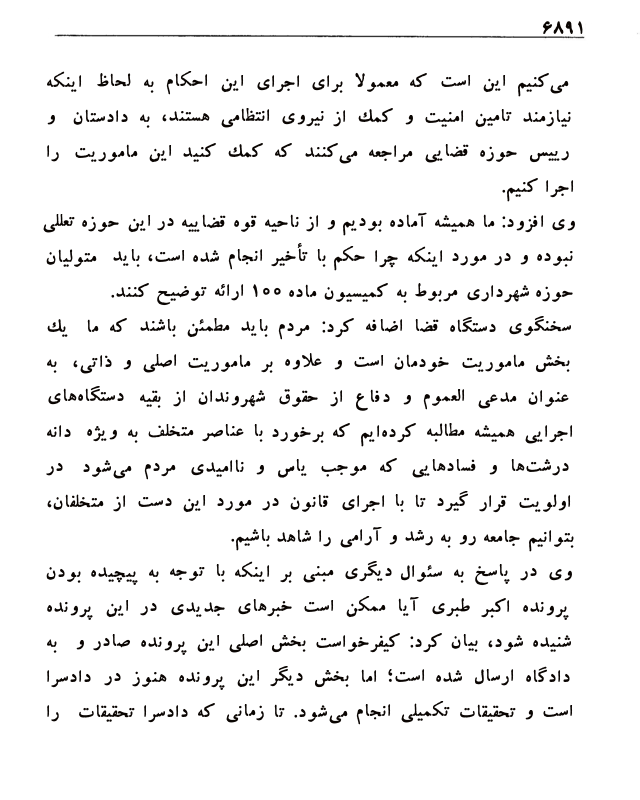 ۶۸۹۱
می‌کنیم این است که معمولا برای اجرای این احکام به لحاظ اینکه
نیازمند تامین امنیت و کمك از نیروی انتظامی هستند، به دادستان و
رییس حوزه قضایی مراجعه می‌کنند که کمك کنید این ماموریت را
اجرا کنیم.
وی افزود: ما همیشه آماده بودیم و از ناحیه قوه قضاییه در این حوزه تعللی
نبوده و در مورد اینکه چرا حکم با تأخیر انجام شده است، باید متولیان
حوزه شهرداری مربوط به کمیسیون ماده ۱۰۰ ارائه توضیح کنند.
سخنگوی دستگاه قضا اضافه کرد: مردم باید مطمئن باشند که ما یك
بخش ماموریت خودمان است و علاوه بر ماموریت اصلی و ذاتی، به
عنوان مدعی العموم و دفاع از حقوق شهروندان از بقیه دستگاه‌های
اجرایی همیشه مطالبه کرده‌ایم که برخورد با عناصر متخلف به ویژه دانه
درشت‌ها و فسادهایی که موجب یاس و ناامیدی مردم می‌شود در
اولویت قرار گیرد تا با اجرای قانون در مورد این دست از متخلفان،
بتوانیم جامعه رو به رشد و آرامی را شاهد باشیم.
وی در پاسخ به سئوال دیگری مبنی بر اینکه با توجه به پیچیده بودن
پرونده اکبر طبری آیا ممکن است خبرهای جدیدی در این پرونده
شنیده شود، بیان کرد: کیفرخواست بخش اصلی این پرونده صادر و به
دادگاه ارسال شده است؛ اما بخش دیگر این پرونده هنوز در دادسرا
است و تحقیقات تکمیلی انجام می‌شود. تا زمانی که دادسرا تحقیقات را